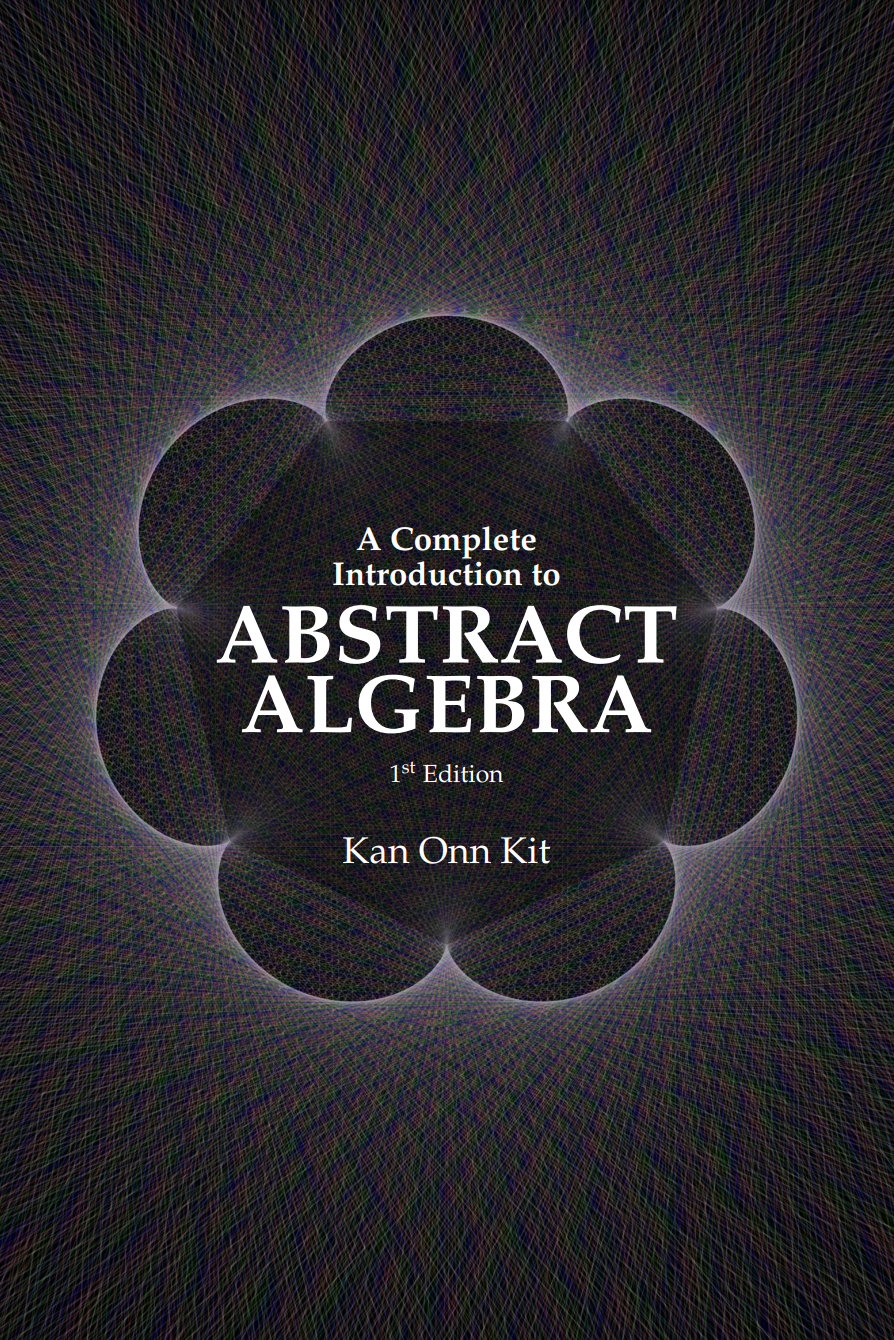 A Complete
Introduction to
ABSTRACT
ALGEBRA
1st Edition
Kan Onn Kit